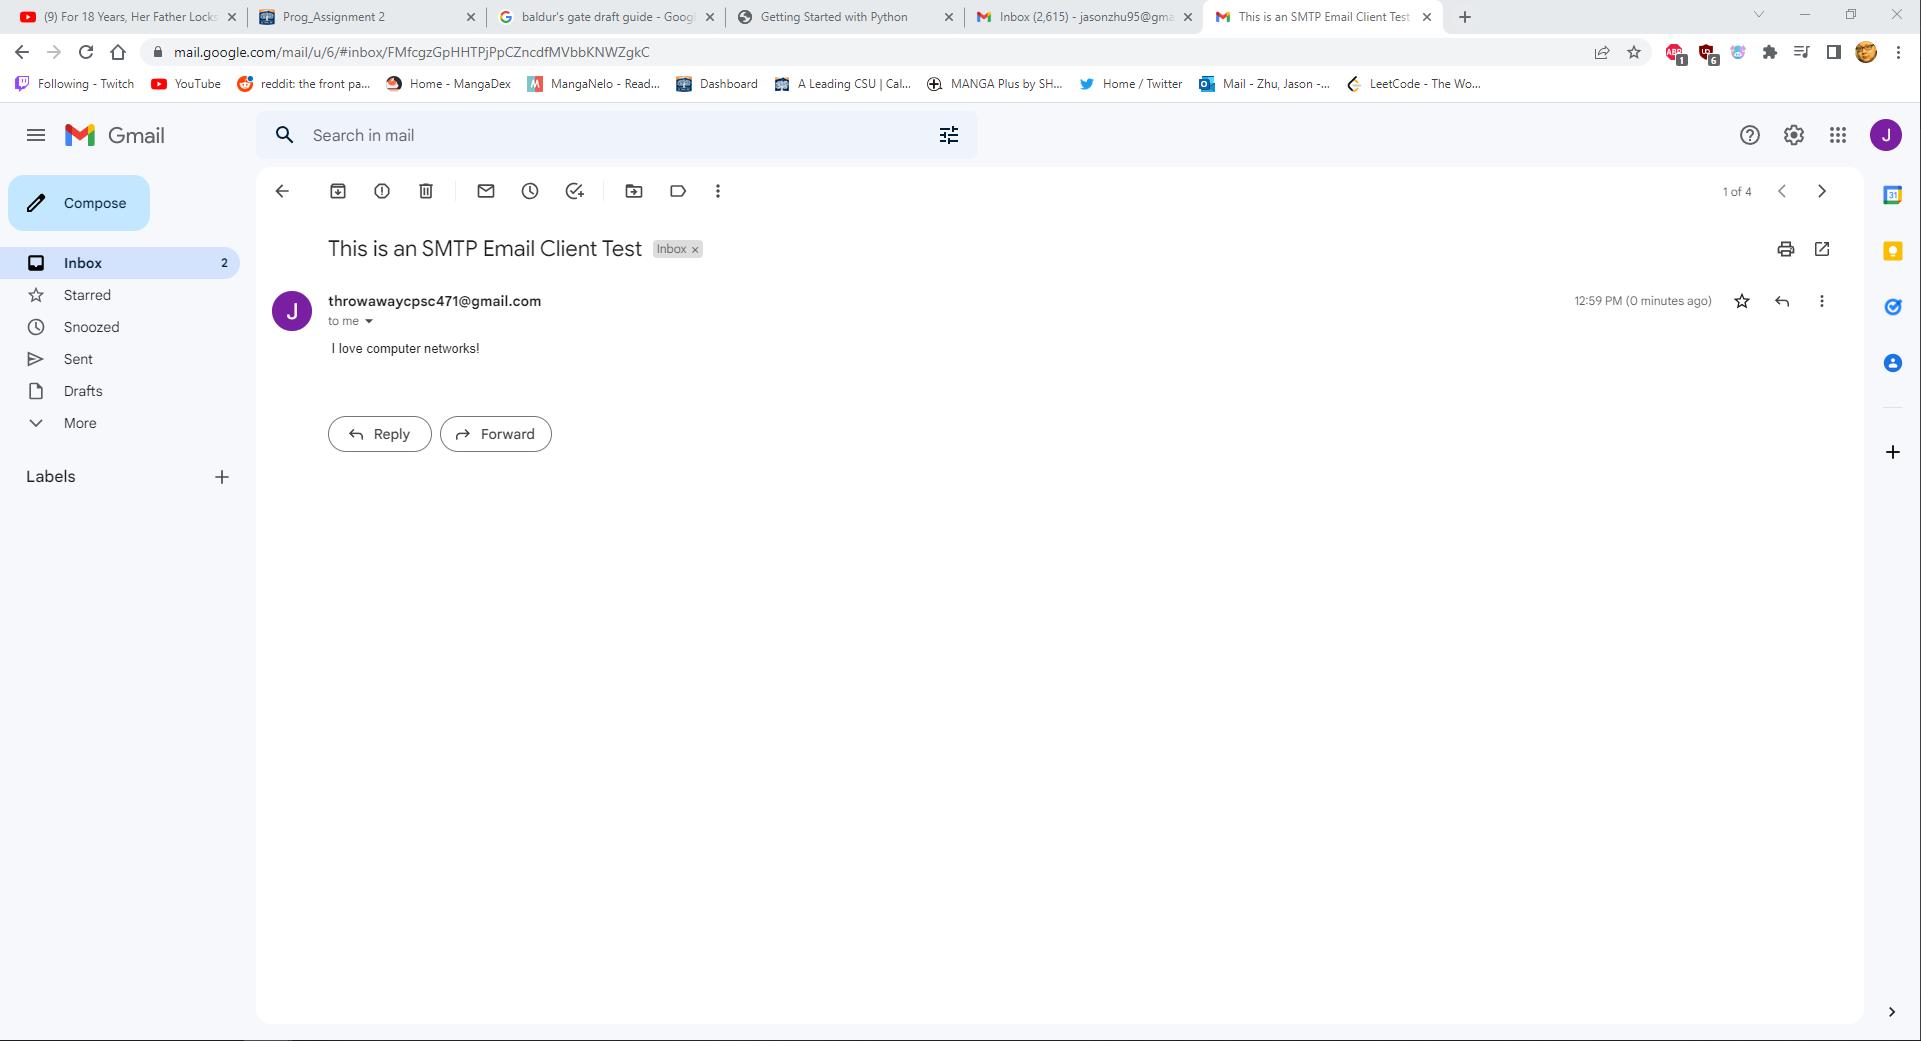 (9) For 18 Years, Her Father Locks
Prog_Assignment 2
baldur's gate draft guide - Goog
Getting Started with Python
Inbox (2,615) - jasonzhu95@gma
This is an SMTP Email Client Test
mail.google.com/mail/u/6/#inbox/FMfcgzGpHHTPjPpCZncdfMVbbKNWZgkC
ABP 1 6
Following - Twitch
YouTube
reddit: the front pa...
Home - MangaDex
MangaNelo - Read...
Dashboard
A Leading CSU | Cal...
MANGA Plus by SH...
Home / Twitter
Mail - Zhu, Jason -...
LeetCode - The Wo...
Gmail
Search in mail
J
Compose
1 of 4
31
This is an SMTP Email Client Test Inbox ×
Inbox 2
Starred
Snoozed
Sent
Drafts
More
Labels
J
throwawaycpsc471@gmail.com
12:59 PM (0 minutes ago)
to me
I love computer networks!
Reply
Forward